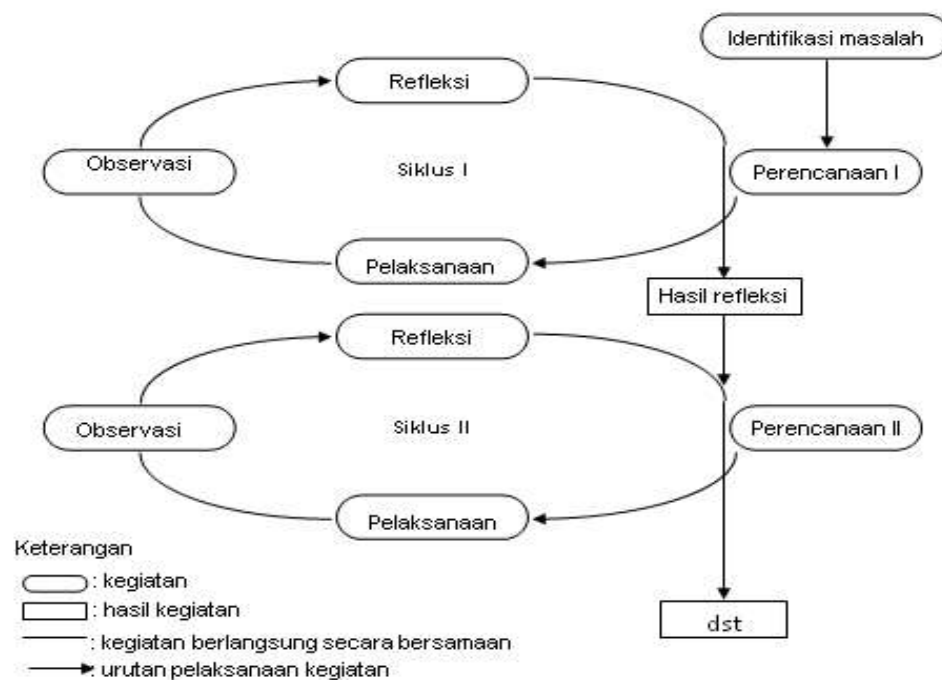 Identifikasi masalah
Refleksi
Observasi
Siklus I
Perencanaan I
Pelaksanaan
Hasil refleksi
Refleksi
Observasi
Siklus II
Perencanaan II
Pelaksanaan
Keterangan
: kegiatan
: hasil kegiatan
dst
: kegiatan berlangsung secara bersamaan
: urutan pelaksanaan kegiatan